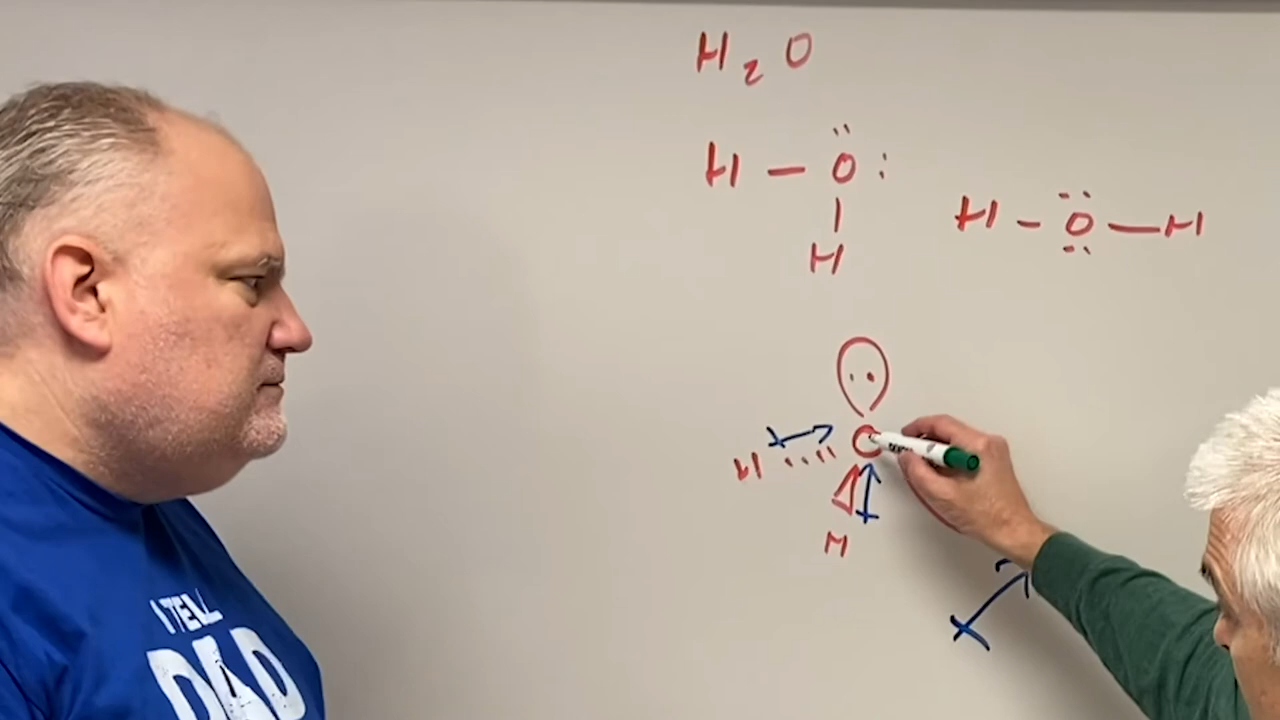 H₂O
H — O
H
H - O — H
H O
H
I TELL
DAD